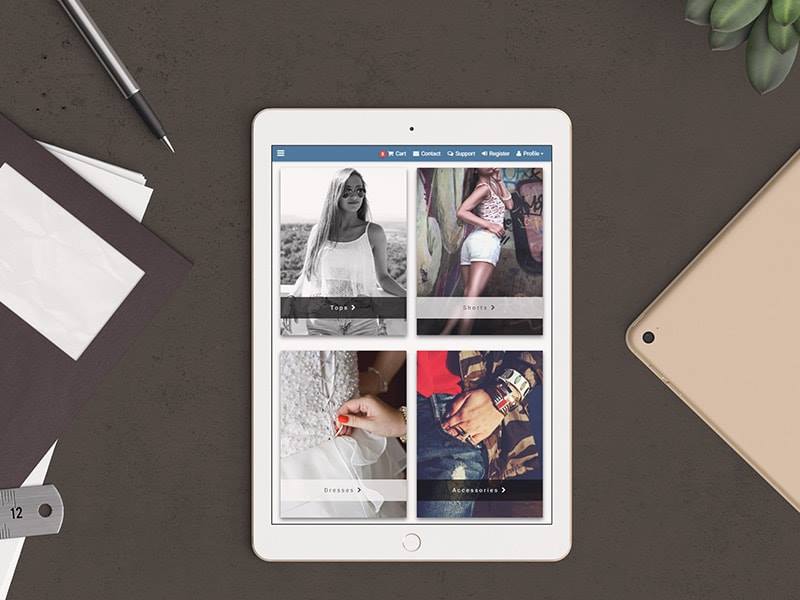 Cart Contact Support Register Profile
Tops
Shorts
Dresses
Accessories
12